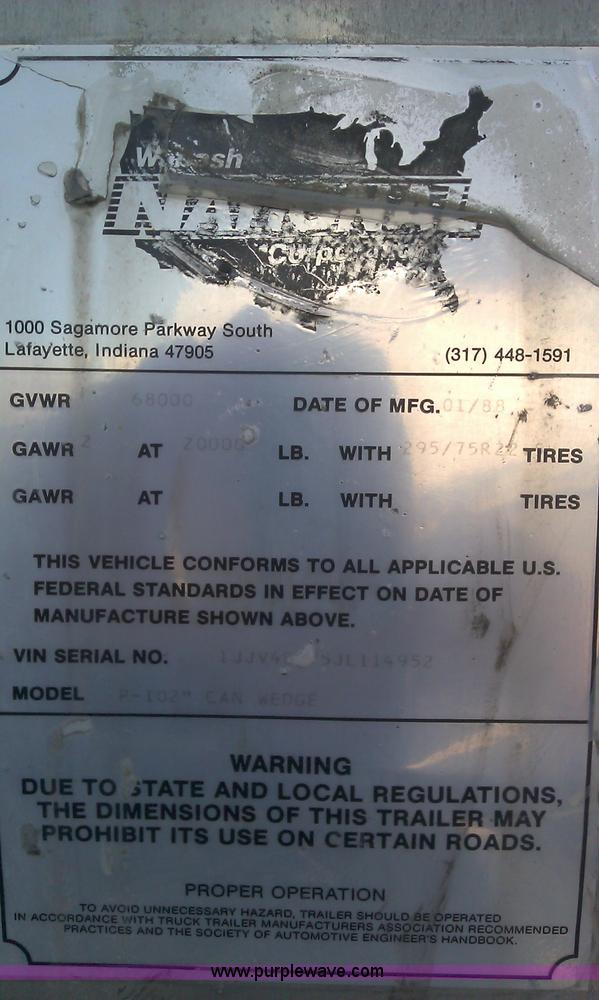 1000 Sagamore Parkway South
Lafayette, Indiana 47905
(317) 448-1591
GVWR 68000 DATE OF MFG. 01/88
GAWR 2 AT 20000 LB. WITH 295/75R22 TIRES
GAWR AT LB. WITH TIRES
THIS VEHICLE CONFORMS TO ALL APPLICABLE U.S.
FEDERAL STANDARDS IN EFFECT ON DATE OF
MANUFACTURE SHOWN ABOVE.
VIN SERIAL NO.
MODEL CAN WEDGE
WARNING
DUE TO STATE AND LOCAL REGULATIONS,
THE DIMENSIONS OF THIS TRAILER MAY
PROHIBIT ITS USE ON CERTAIN ROADS.
PROPER OPERATION
TO AVOID UNNECESSARY HAZARD, TRAILER SHOULD BE OPERATED
IN ACCORDANCE WITH TRUCK TRAILER MANUFACTURERS ASSOCIATION RECOMMENDED
PRACTICES AND THE SOCIETY OF AUTOMOTIVE ENGINEER'S HANDBOOK.
www.purplewave.com